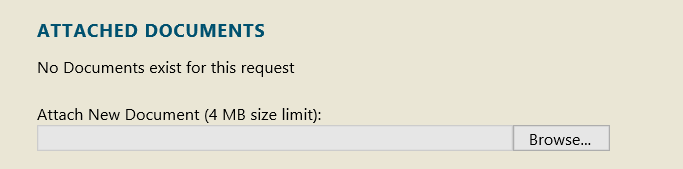 ATTACHED DOCUMENTS
No Documents exist for this request
Attach New Document (4 MB size limit):
Browse...